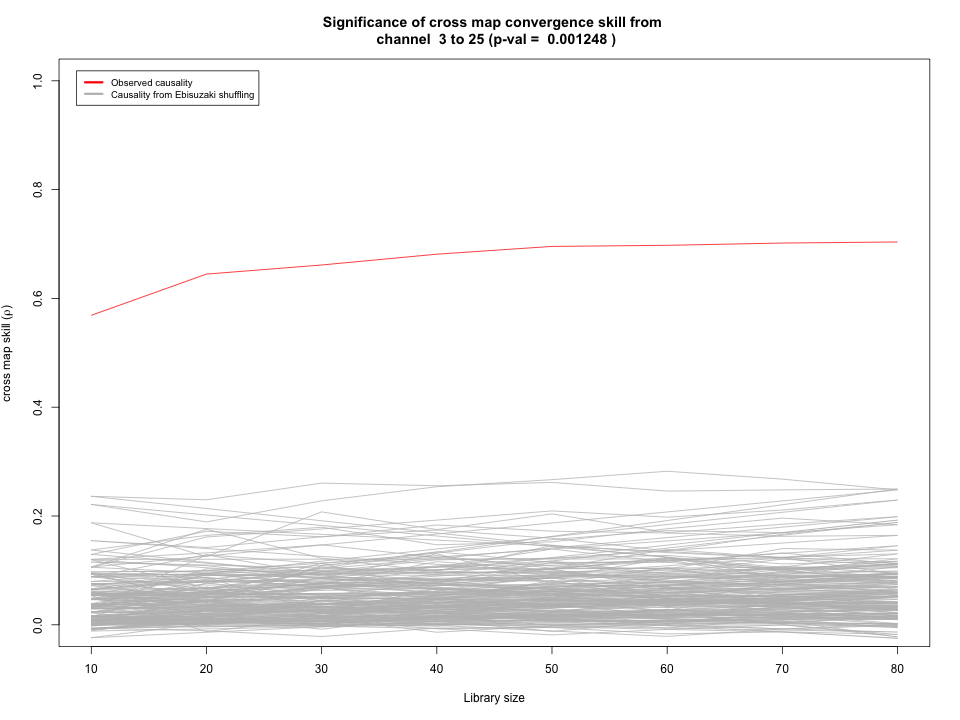 Significance of cross map convergence skill from
channel  3 to 25 (p-val =  0.001248 )
Observed causality
Causality from Ebisuzaki shuffling
1.0
0.8
0.6
0.4
0.2
0.0
cross map skill (ρ)
10 20 30 40 50 60 70 80
Library size